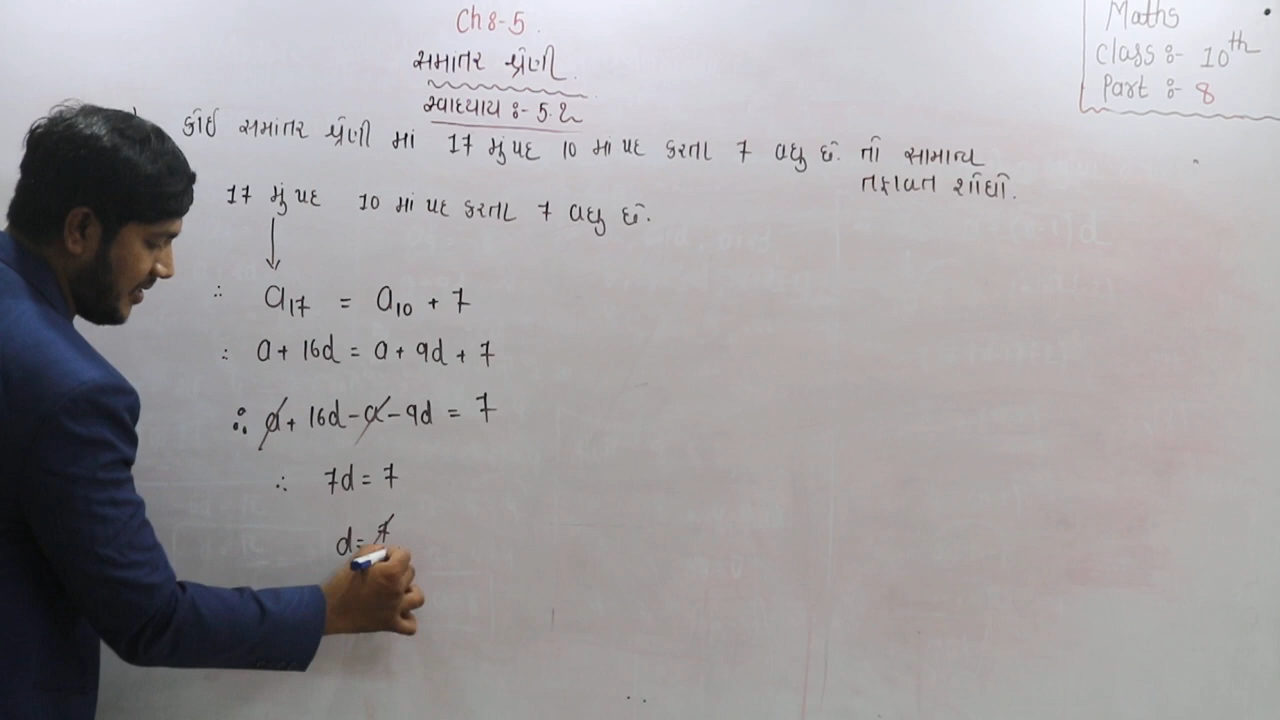 Ch 8-5.
સમાંતર શ્રેણી.
સ્વાધ્યાય ઃ- 5.2
Maths
Class ઃ- 10th
Part ઃ- 8
કોઈ સમાંતર શ્રેણી માં 17 મું પદ 10 માં પદ કરતા 7 વધુ છે. તો સામાન્ય
તફાવત શોધો.
17 મું પદ 10 માં પદ કરતા 7 વધુ છે.
∴ a₁₇ = a₁₀ + 7
∴ a + 16d = a + 9d + 7
∴ a + 16d - a - 9d = 7
∴ 7d = 7
d = 7